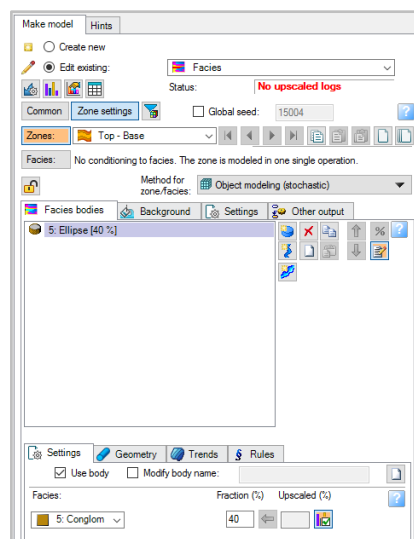 Make model Hints
Create new
Edit existing: Facies
Status: No upscaled logs
Common Zone settings Global seed: 15004 ?
Zones: Top - Base
Facies: No conditioning to facies. The zone is modeled in one single operation.
Method for
zone/facies: Object modeling (stochastic)
Facies bodies Background Settings Other output
5: Ellipse [40 %] % ?
Settings Geometry Trends § Rules
Use body Modify body name:
Facies: Fraction (%) Upscaled (%) ?
5: Conglom 40